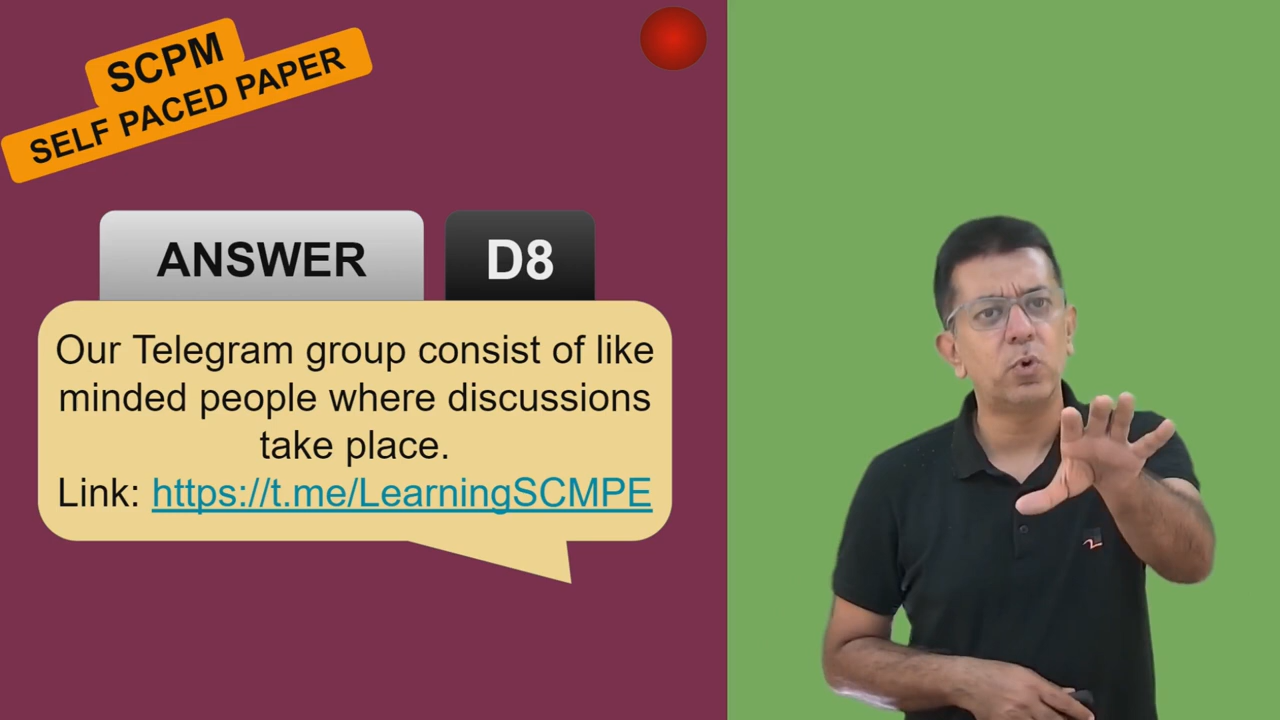 SCPM
SELF PACED PAPER
ANSWER
D8
Our Telegram group consist of like
minded people where discussions
take place.
Link: https://t.me/LearningSCMPE